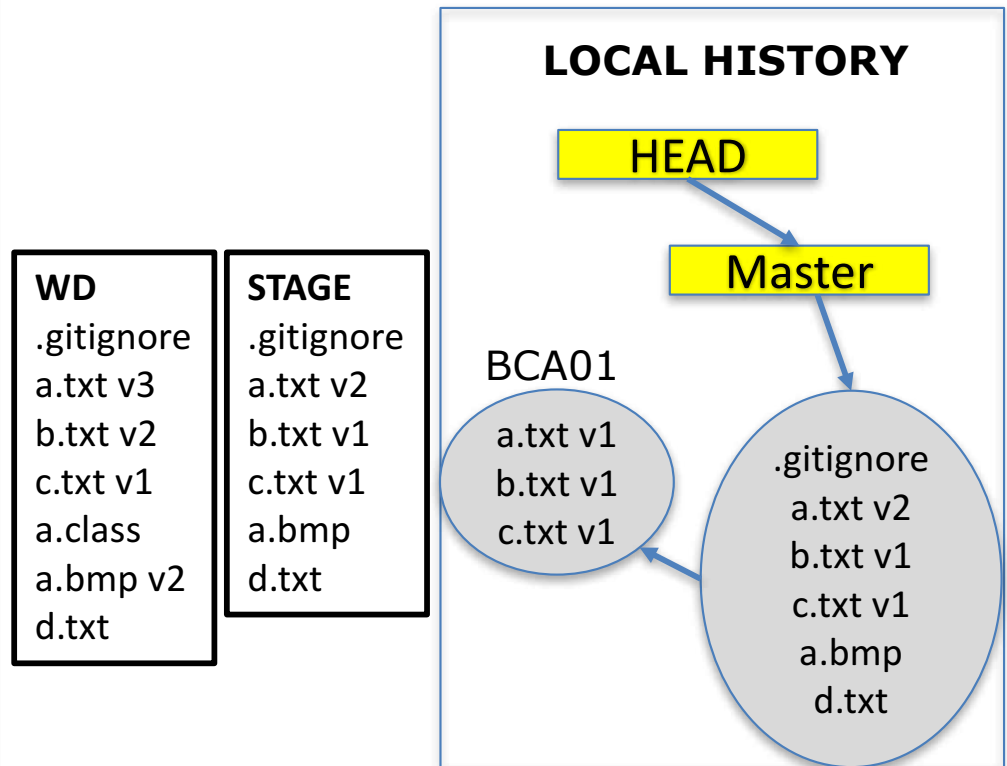 LOCAL HISTORY
HEAD
Master
WD
.gitignore
a.txt v3
b.txt v2
c.txt v1
a.class
a.bmp v2
d.txt
STAGE
.gitignore
a.txt v2
b.txt v1
c.txt v1
a.bmp
d.txt
BCA01
a.txt v1
b.txt v1
c.txt v1
.gitignore
a.txt v2
b.txt v1
c.txt v1
a.bmp
d.txt